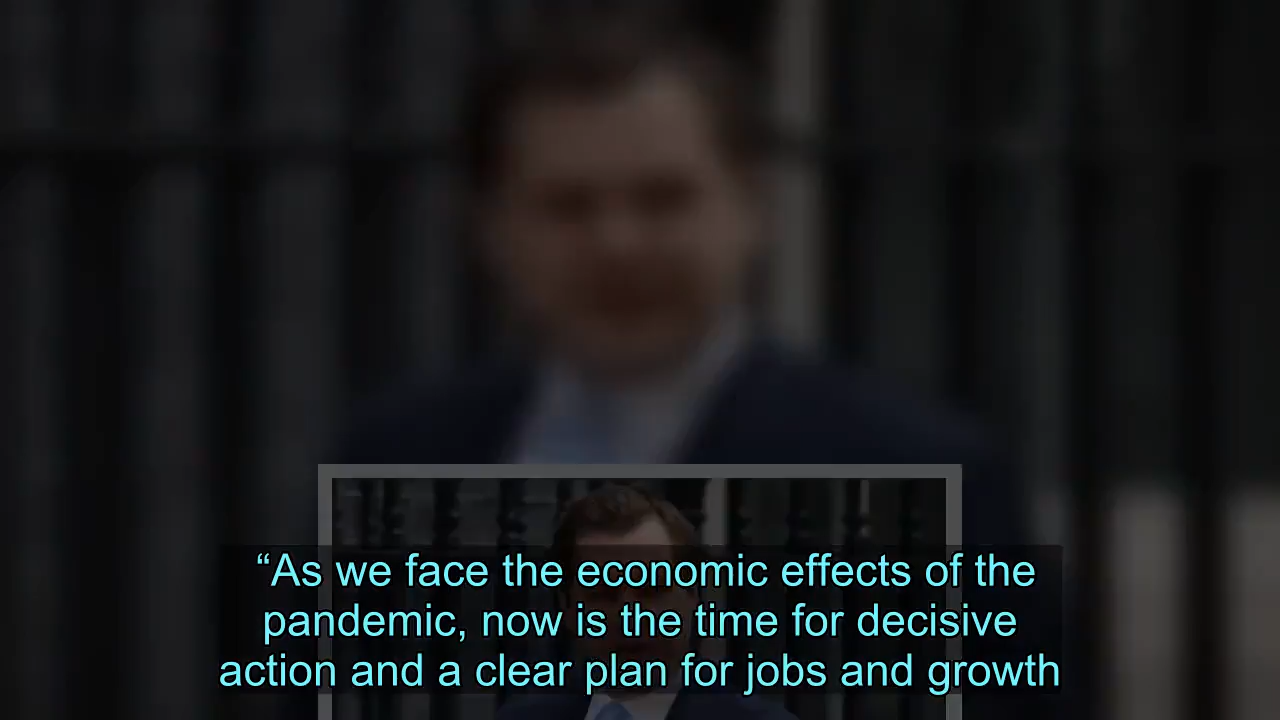 “As we face the economic effects of the
pandemic, now is the time for decisive
action and a clear plan for jobs and growth